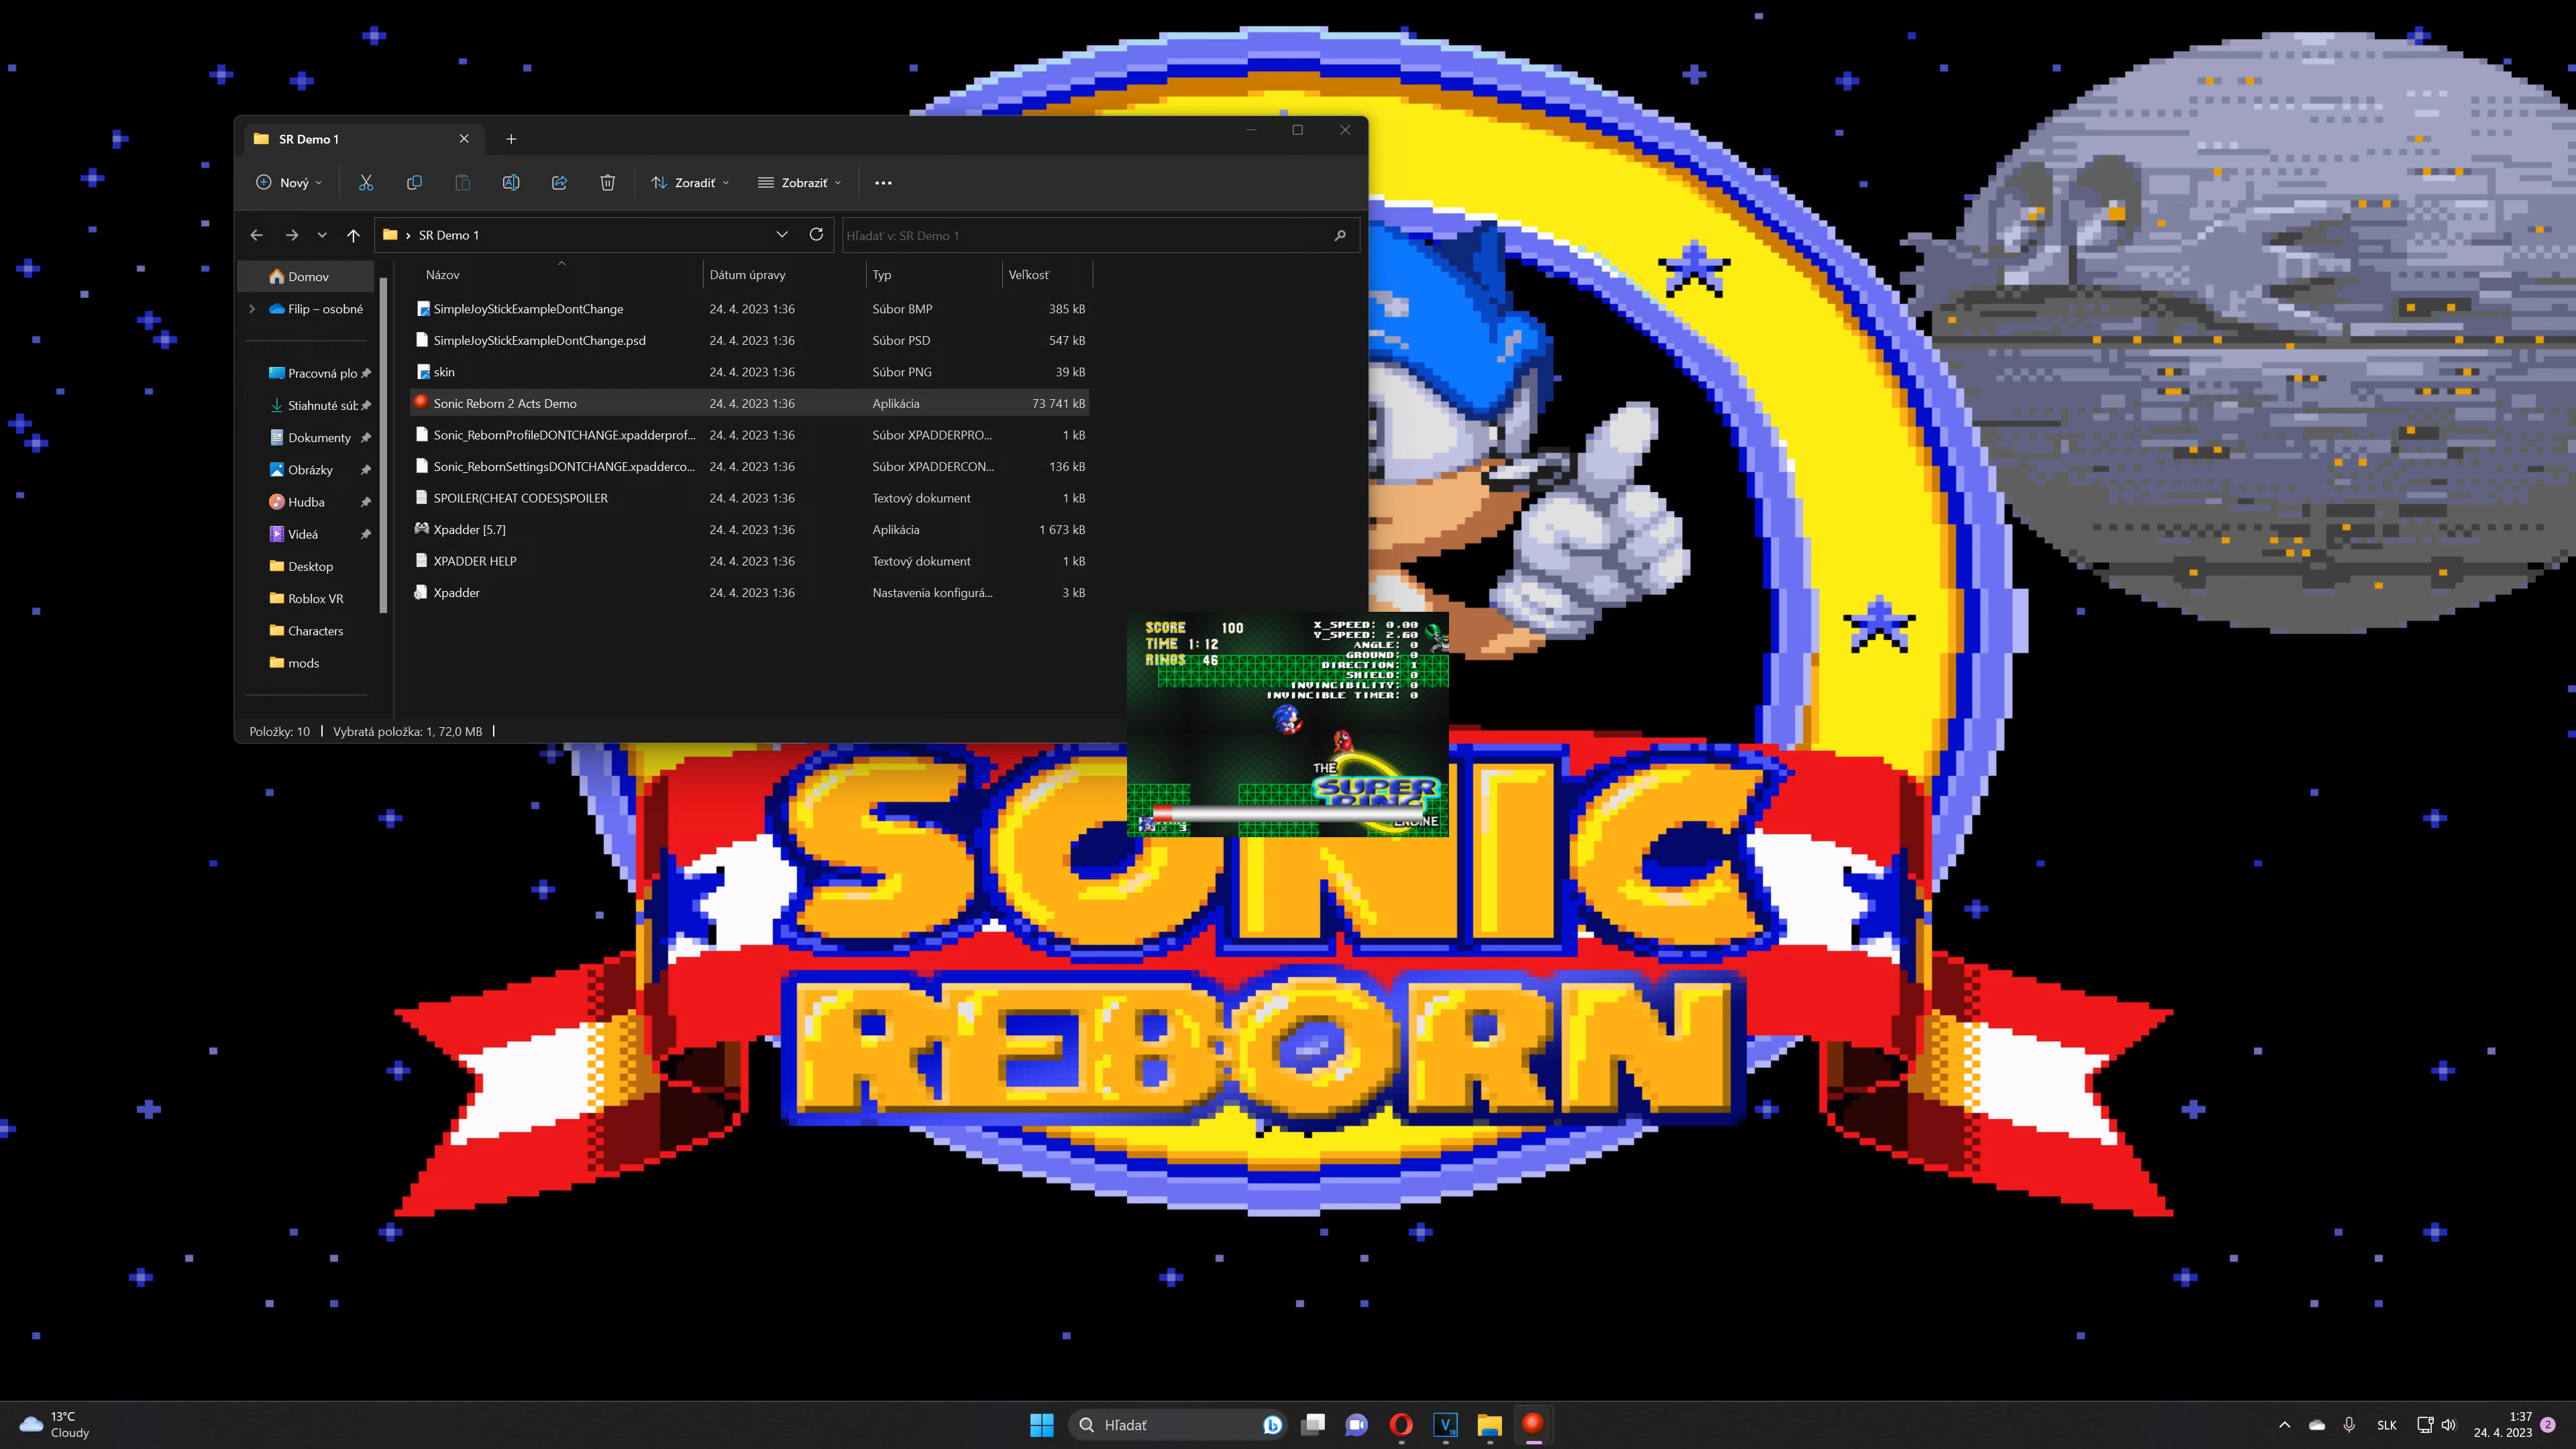 SR Demo 1
Nový
Zoradiť
Zobraziť
SR Demo 1
Hľadať v: SR Demo 1
Názov Dátum úpravy Typ Veľkosť
Domov
Filip – osobné
Pracovná plo
Stiahnuté súb
Dokumenty
Obrázky
Hudba
Videá
Desktop
Roblox VR
Characters
mods
SimpleJoyStickExampleDontChange 24. 4. 2023 1:36 Súbor BMP 385 kB
SimpleJoyStickExampleDontChange.psd 24. 4. 2023 1:36 Súbor PSD 547 kB
skin 24. 4. 2023 1:36 Súbor PNG 39 kB
Sonic Reborn 2 Acts Demo 24. 4. 2023 1:36 Aplikácia 73 741 kB
Sonic_RebornProfileDONTCHANGE.xpadderprof... 24. 4. 2023 1:36 Súbor XPADDERPRO... 1 kB
Sonic_RebornSettingsDONTCHANGE.xpadderco... 24. 4. 2023 1:36 Súbor XPADDERCON... 136 kB
SPOILER(CHEAT CODES)SPOILER 24. 4. 2023 1:36 Textový dokument 1 kB
Xpadder [5.7] 24. 4. 2023 1:36 Aplikácia 1 673 kB
XPADDER HELP 24. 4. 2023 1:36 Textový dokument 1 kB
Xpadder 24. 4. 2023 1:36 Nastavenia konfigurá... 3 kB
Položky: 10 Vybratá položka: 1, 72,0 MB
SCORE 100
TIME 1:12
RINGS 46
X_SPEED: 0.00
Y_SPEED: 2.60
ANGLE: 0
GROUND: 0
DIRECTION: 1
SHIELD: 0
INVINCIBILITY: 0
INVINCIBLE TIMER: 0
THE
SUPER
RING
ENGINE
× 3
SONIC
REBORN
13°C
Cloudy
Hľadať
SLK
1:37
24. 4. 2023
2